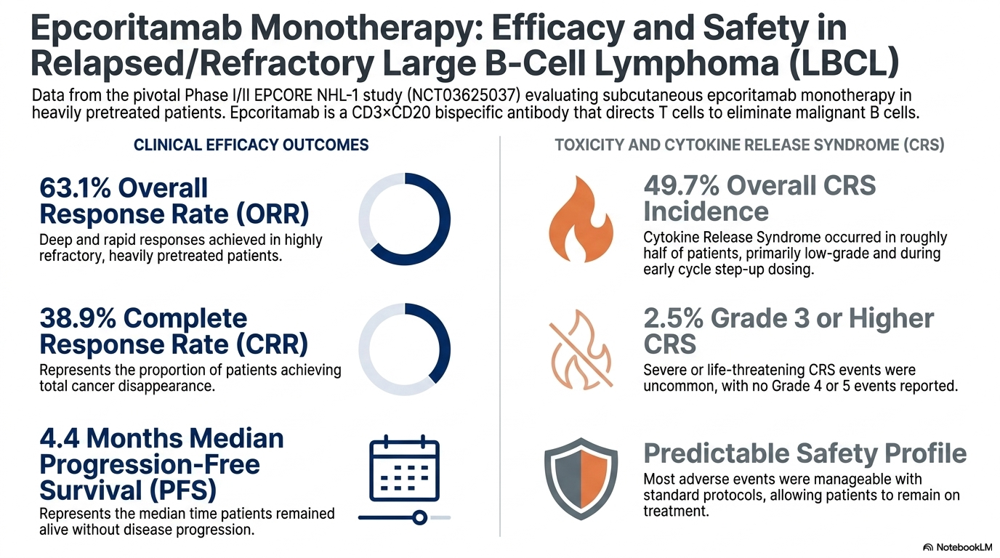 Epcoritamab Monotherapy: Efficacy and Safety in
Relapsed/Refractory Large B-Cell Lymphoma (LBCL)
Data from the pivotal Phase I/II EPCORE NHL-1 study (NCT03625037) evaluating subcutaneous epcoritamab monotherapy in
heavily pretreated patients. Epcoritamab is a CD3×CD20 bispecific antibody that directs T cells to eliminate malignant B cells.
CLINICAL EFFICACY OUTCOMES
63.1% Overall
Response Rate (ORR)
Deep and rapid responses achieved in highly
refractory, heavily pretreated patients.
38.9% Complete
Response Rate (CRR)
Represents the proportion of patients achieving
total cancer disappearance.
4.4 Months Median
Progression-Free
Survival (PFS)
Represents the median time patients remained
alive without disease progression.
TOXICITY AND CYTOKINE RELEASE SYNDROME (CRS)
49.7% Overall CRS
Incidence
Cytokine Release Syndrome occurred in roughly
half of patients, primarily low-grade and during
early cycle step-up dosing.
2.5% Grade 3 or Higher
CRS
Severe or life-threatening CRS events were
uncommon, with no Grade 4 or 5 events reported.
Predictable Safety Profile
Most adverse events were manageable with
standard protocols, allowing patients to remain on
treatment.
NotebookLM